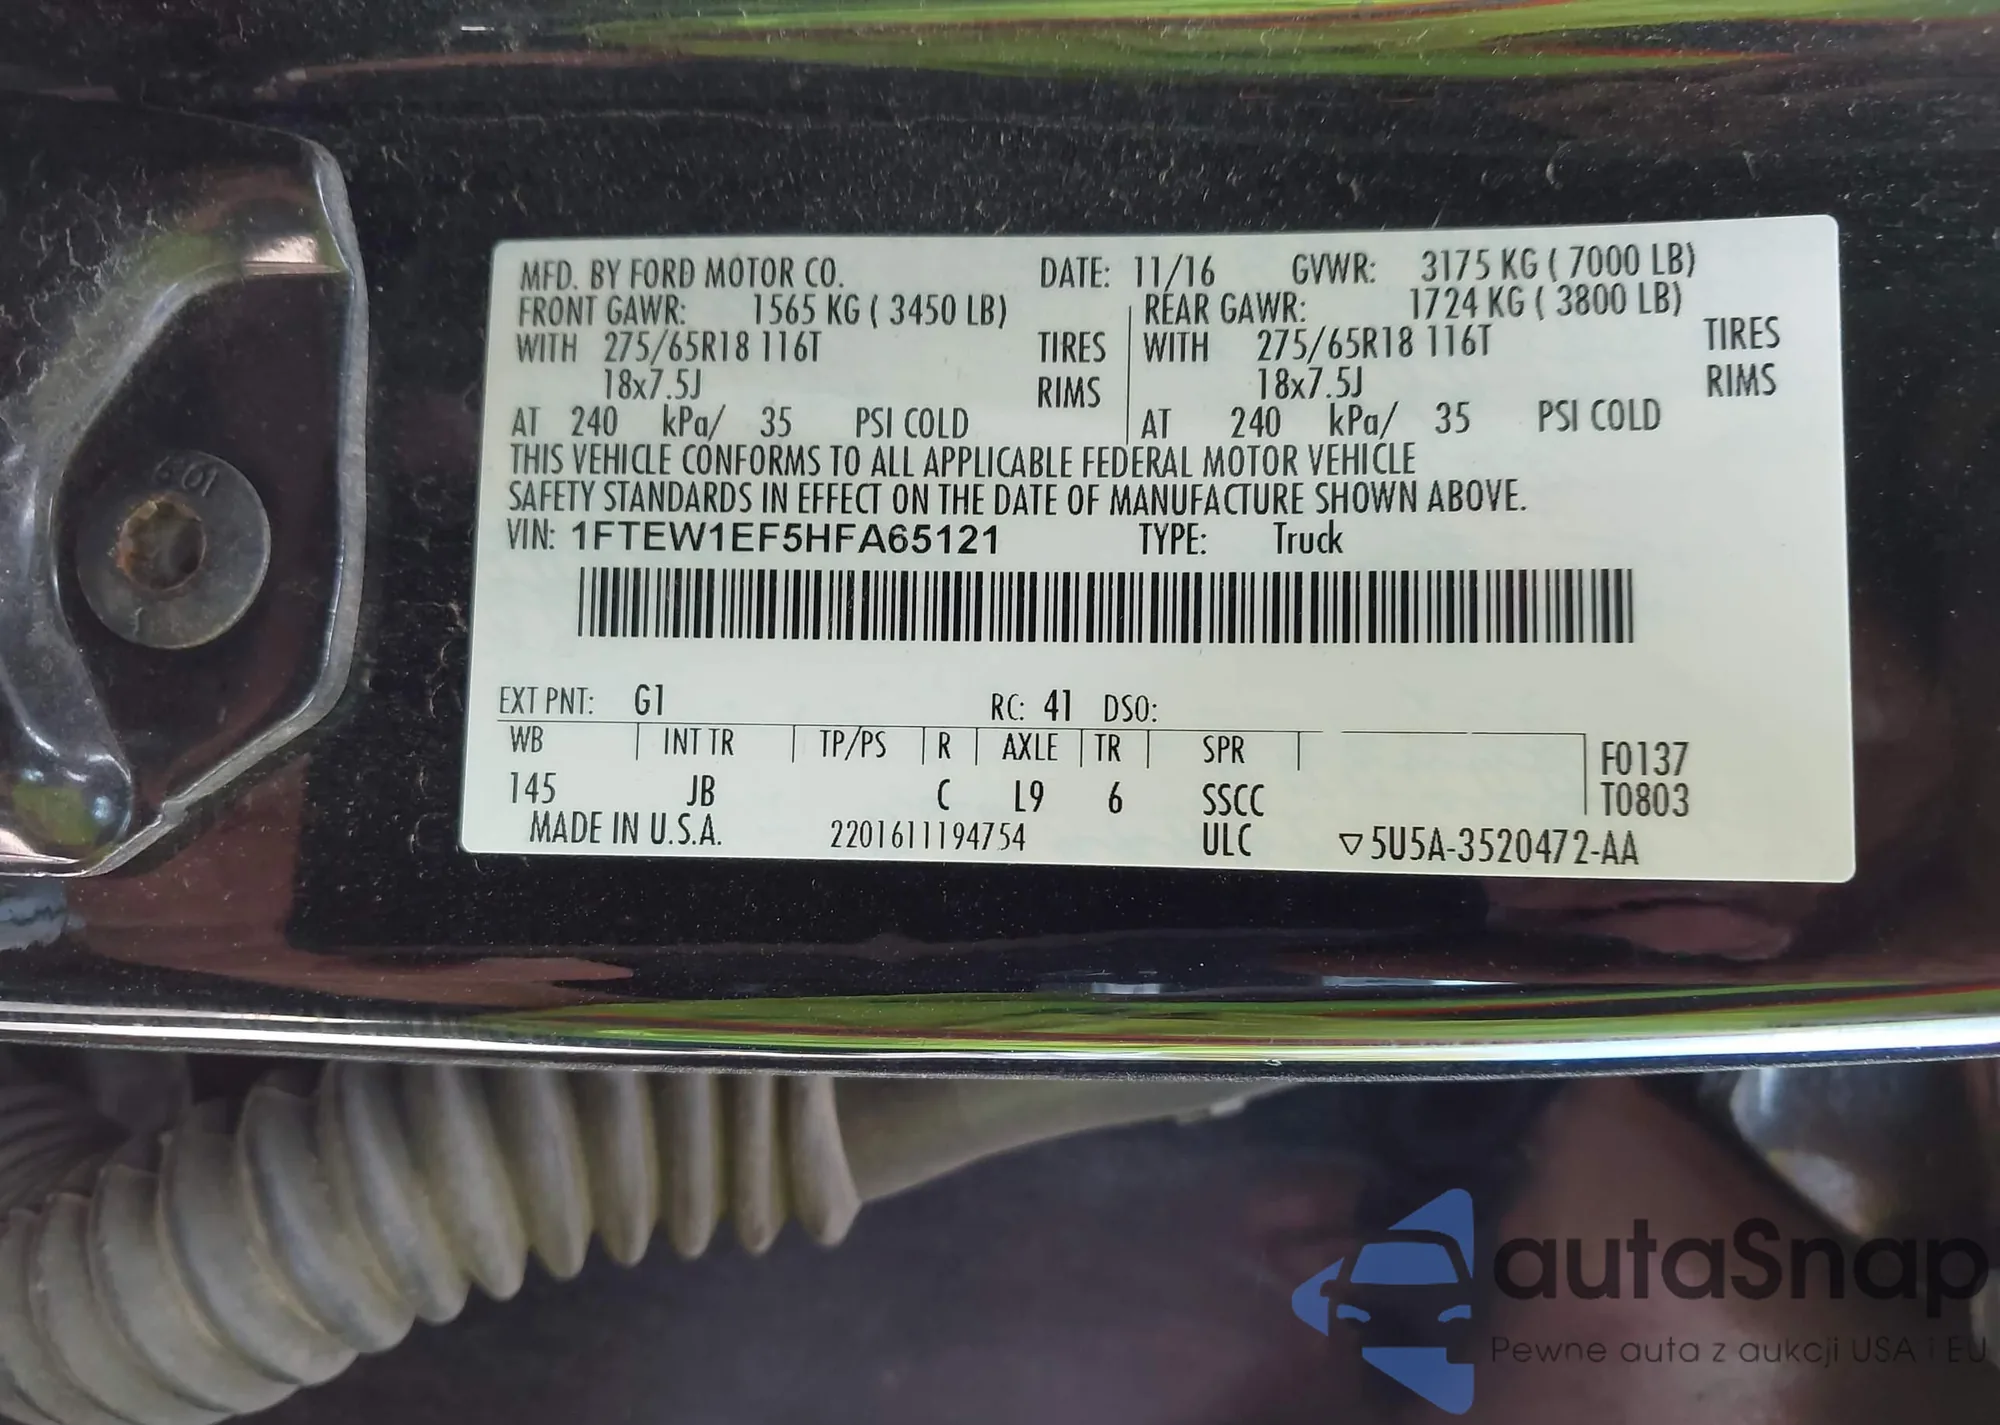 MFD. BY FORD MOTOR CO. DATE: 11/16 GVWR: 3175 KG ( 7000 LB)
FRONT GAWR: 1565 KG ( 3450 LB) REAR GAWR: 1724 KG ( 3800 LB)
WITH 275/65R18 116T TIRES WITH 275/65R18 116T TIRES
18x7.5J RIMS 18x7.5J RIMS
AT 240 kPa/ 35 PSI COLD AT 240 kPa/ 35 PSI COLD
THIS VEHICLE CONFORMS TO ALL APPLICABLE FEDERAL MOTOR VEHICLE
SAFETY STANDARDS IN EFFECT ON THE DATE OF MANUFACTURE SHOWN ABOVE.
VIN: 1FTEW1EF5HFA65121 TYPE: Truck
EXT PNT: G1 RC: 41 DSO:
WB INT TR TP/PS R AXLE TR SPR F0137
145 JB C L9 6 SSCC T0803
MADE IN U.S.A. 2201611194754 ULC ▽5U5A-3520472-AA
autaSnap
Pewne auta z aukcji USA i EU